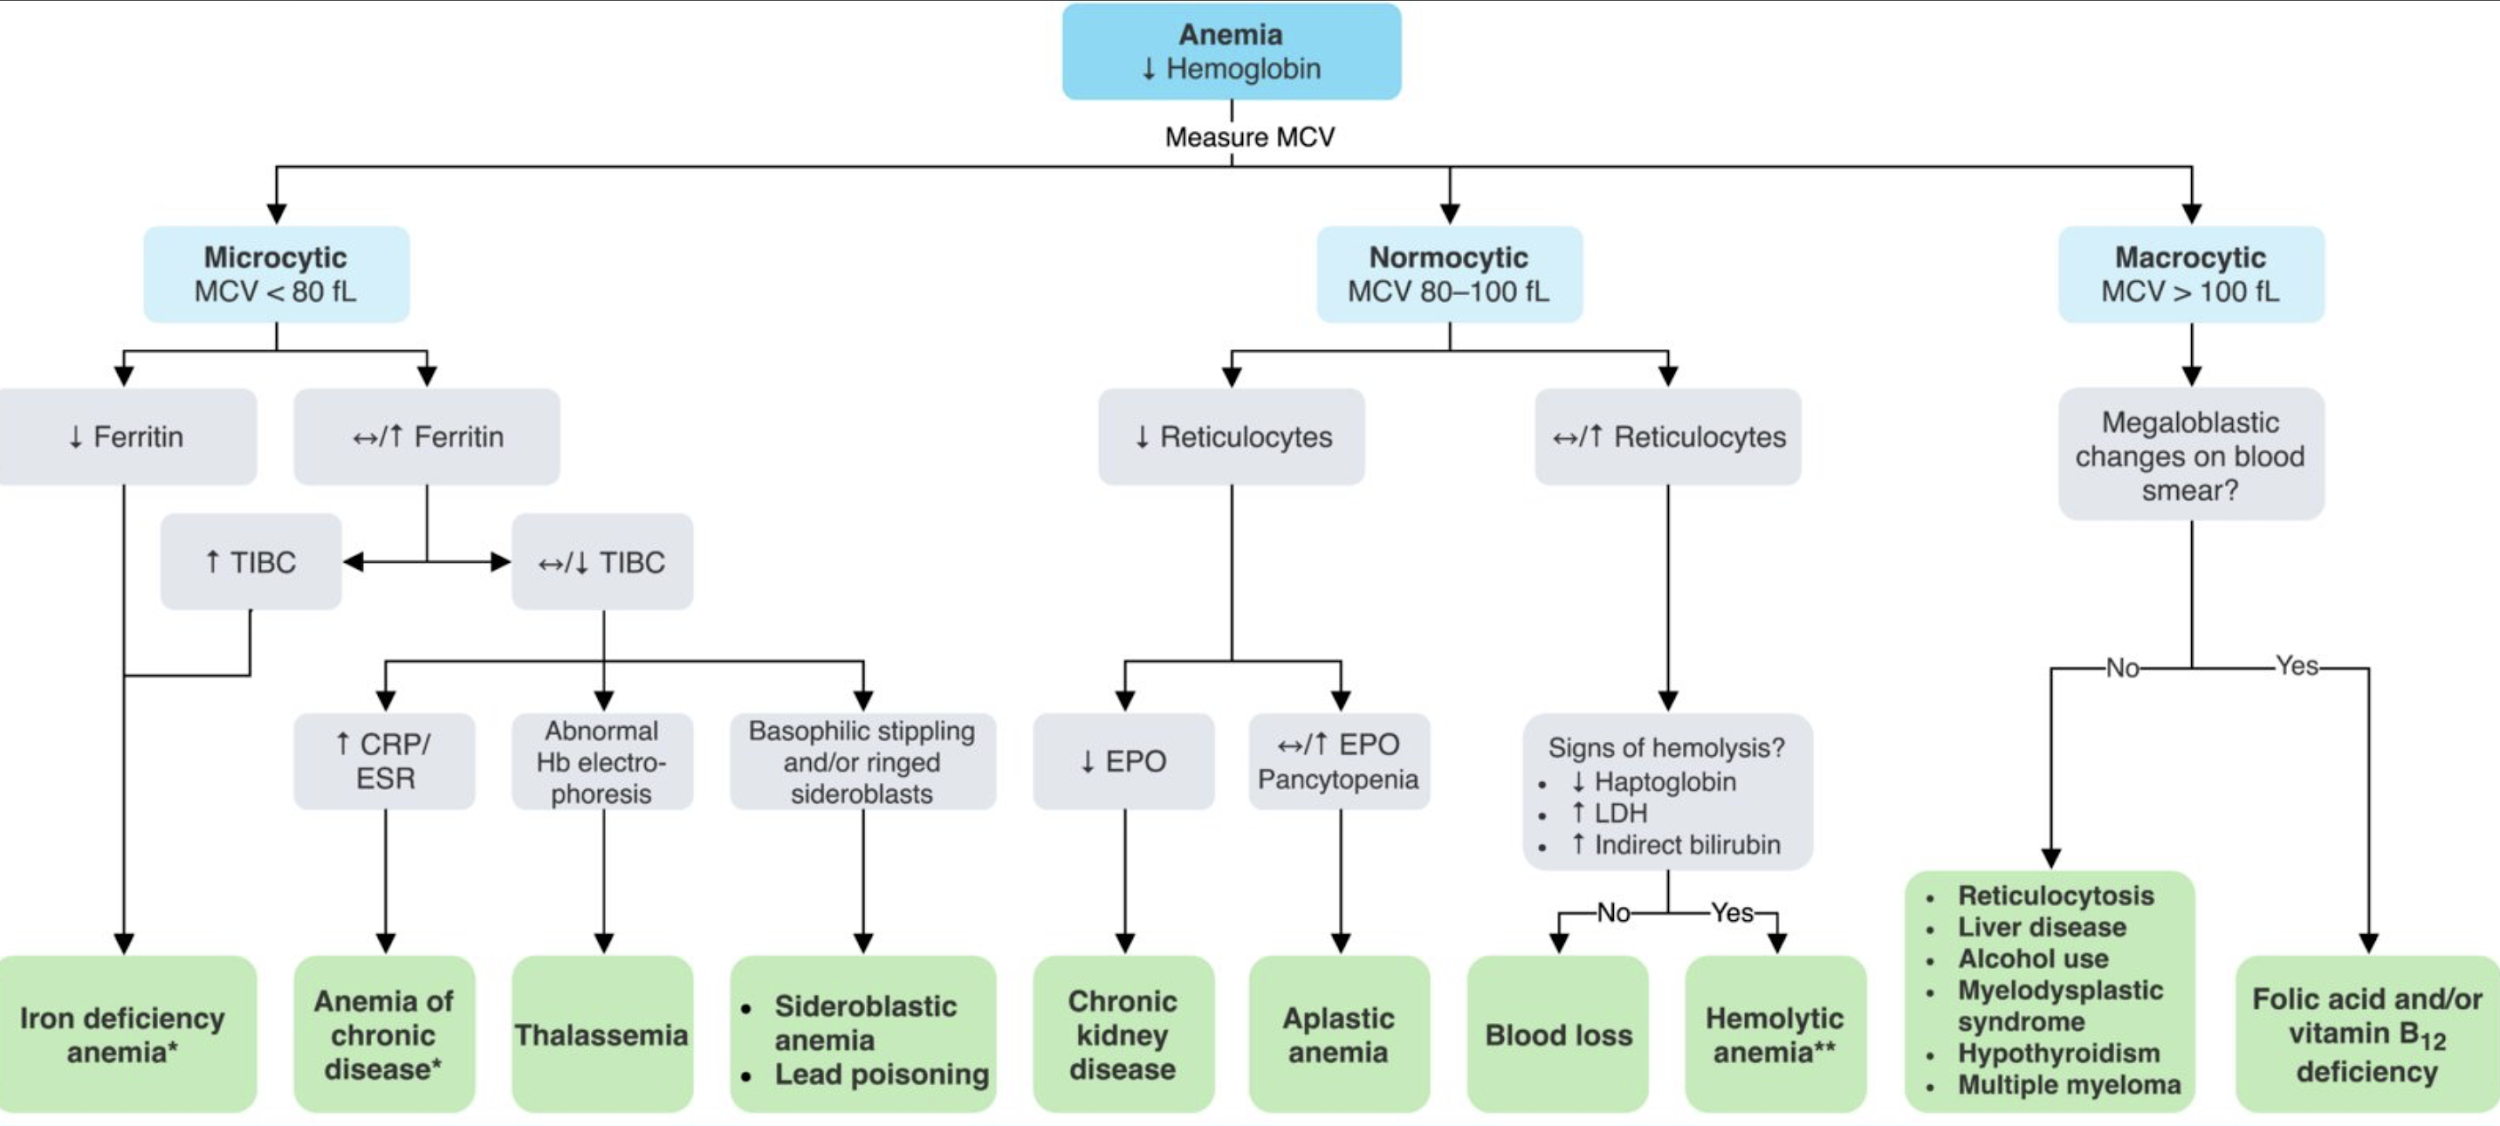 Anemia
↓ Hemoglobin
Measure MCV
Microcytic
MCV < 80 fL
Normocytic
MCV 80–100 fL
Macrocytic
MCV > 100 fL
↓ Ferritin
↔/↑ Ferritin
↓ Reticulocytes
↔/↑ Reticulocytes
Megaloblastic
changes on blood
smear?
↑ TIBC
↔/↓ TIBC
No
Yes
↑ CRP/
ESR
Abnormal
Hb electro-
phoresis
Basophilic stippling
and/or ringed
sideroblasts
↓ EPO
↔/↑ EPO
Pancytopenia
Signs of hemolysis?
• ↓ Haptoglobin
• ↑ LDH
• ↑ Indirect bilirubin
No
Yes
Iron deficiency
anemia*
Anemia of
chronic
disease*
Thalassemia
• Sideroblastic
anemia
• Lead poisoning
Chronic
kidney
disease
Aplastic
anemia
Blood loss
Hemolytic
anemia**
• Reticulocytosis
• Liver disease
• Alcohol use
• Myelodysplastic
syndrome
• Hypothyroidism
• Multiple myeloma
Folic acid and/or
vitamin B₁₂
deficiency